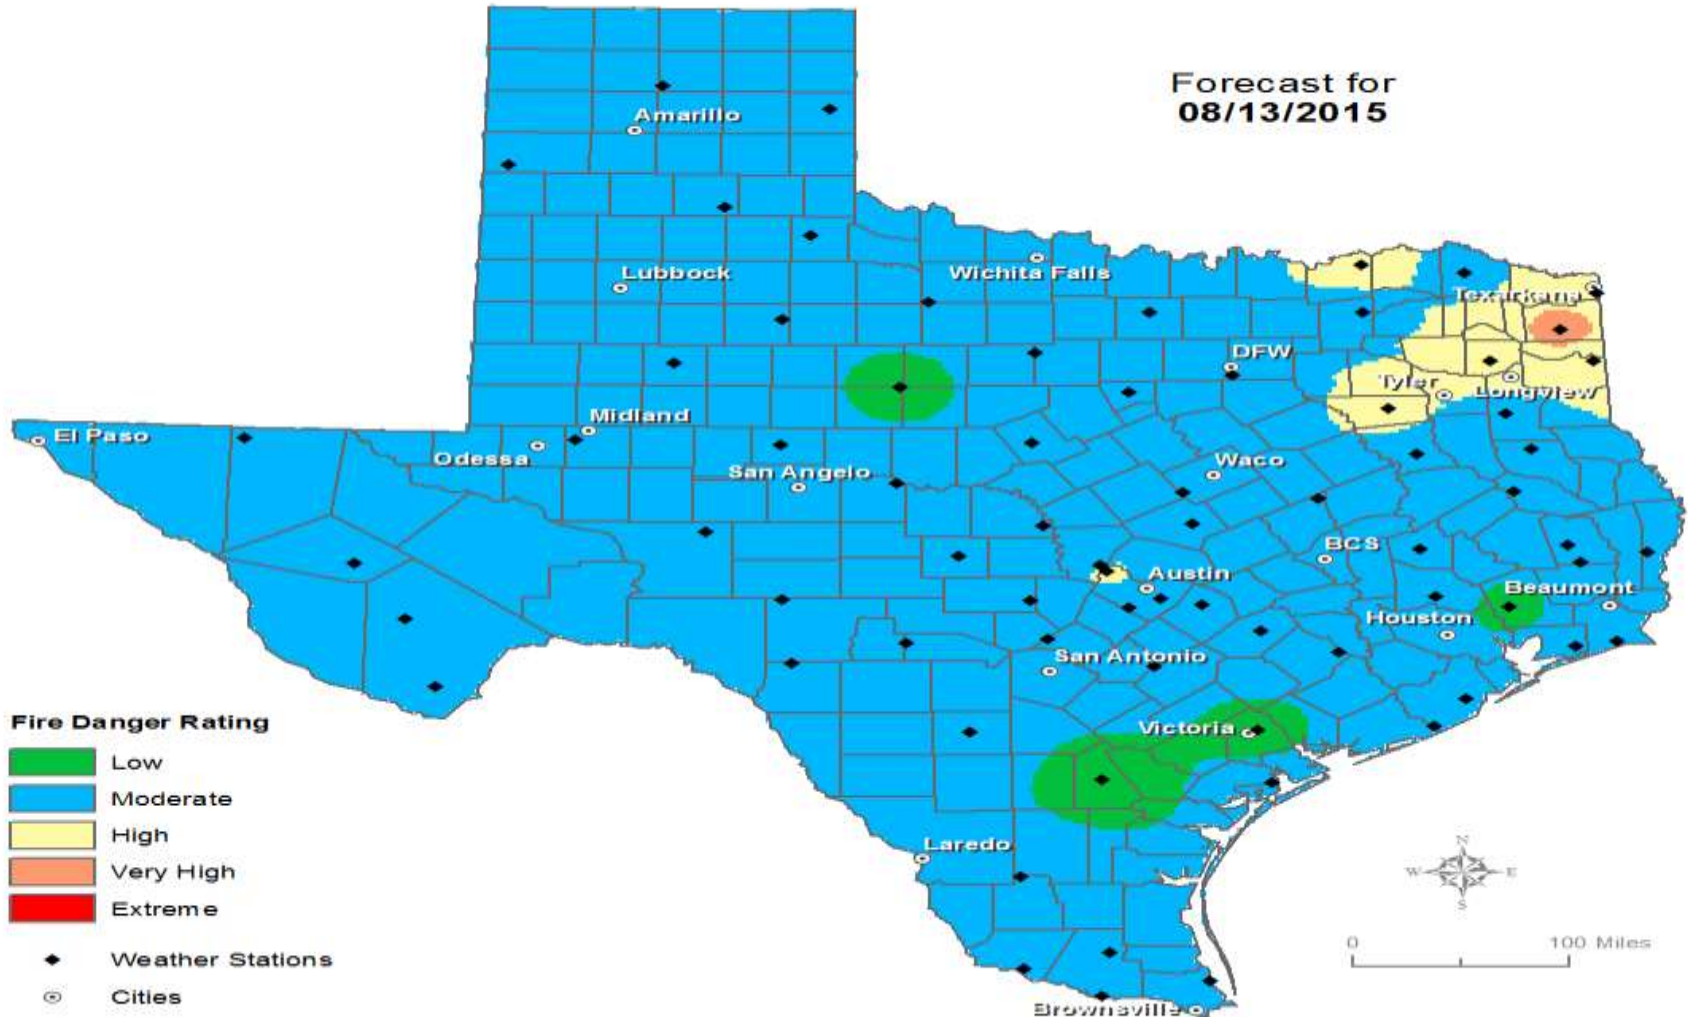 Forecast for
08/13/2015
Amarillo
Lubbock
Wichita Falls
Texarkana
DFW
Tyler
Longview
Midland
El Paso
Odessa
San Angelo
Waco
BCS
Austin
Beaumont
Houston
San Antonio
Victoria
Laredo
Brownsville
Fire Danger Rating
Low
Moderate
High
Very High
Extreme
Weather Stations
Cities
N
W E
S
0 100 Miles